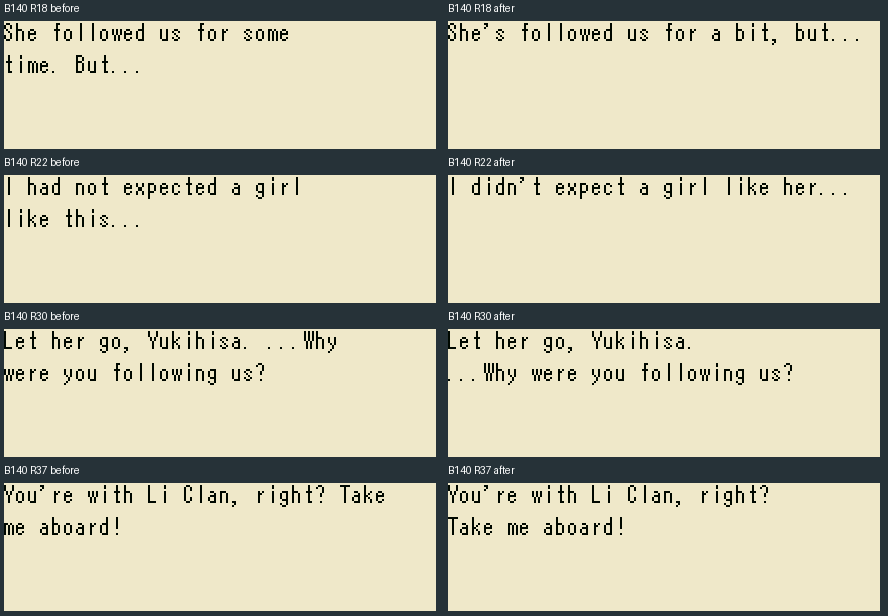 B140 R18 before
She followed us for some
time. But...
B140 R18 after
She's followed us for a bit, but...
B140 R22 before
I had not expected a girl
like this...
B140 R22 after
I didn't expect a girl like her...
B140 R30 before
Let her go, Yukihisa. ...Why
were you following us?
B140 R30 after
Let her go, Yukihisa.
...Why were you following us?
B140 R37 before
You're with Li Clan, right? Take
me aboard!
B140 R37 after
You're with Li Clan, right?
Take me aboard!